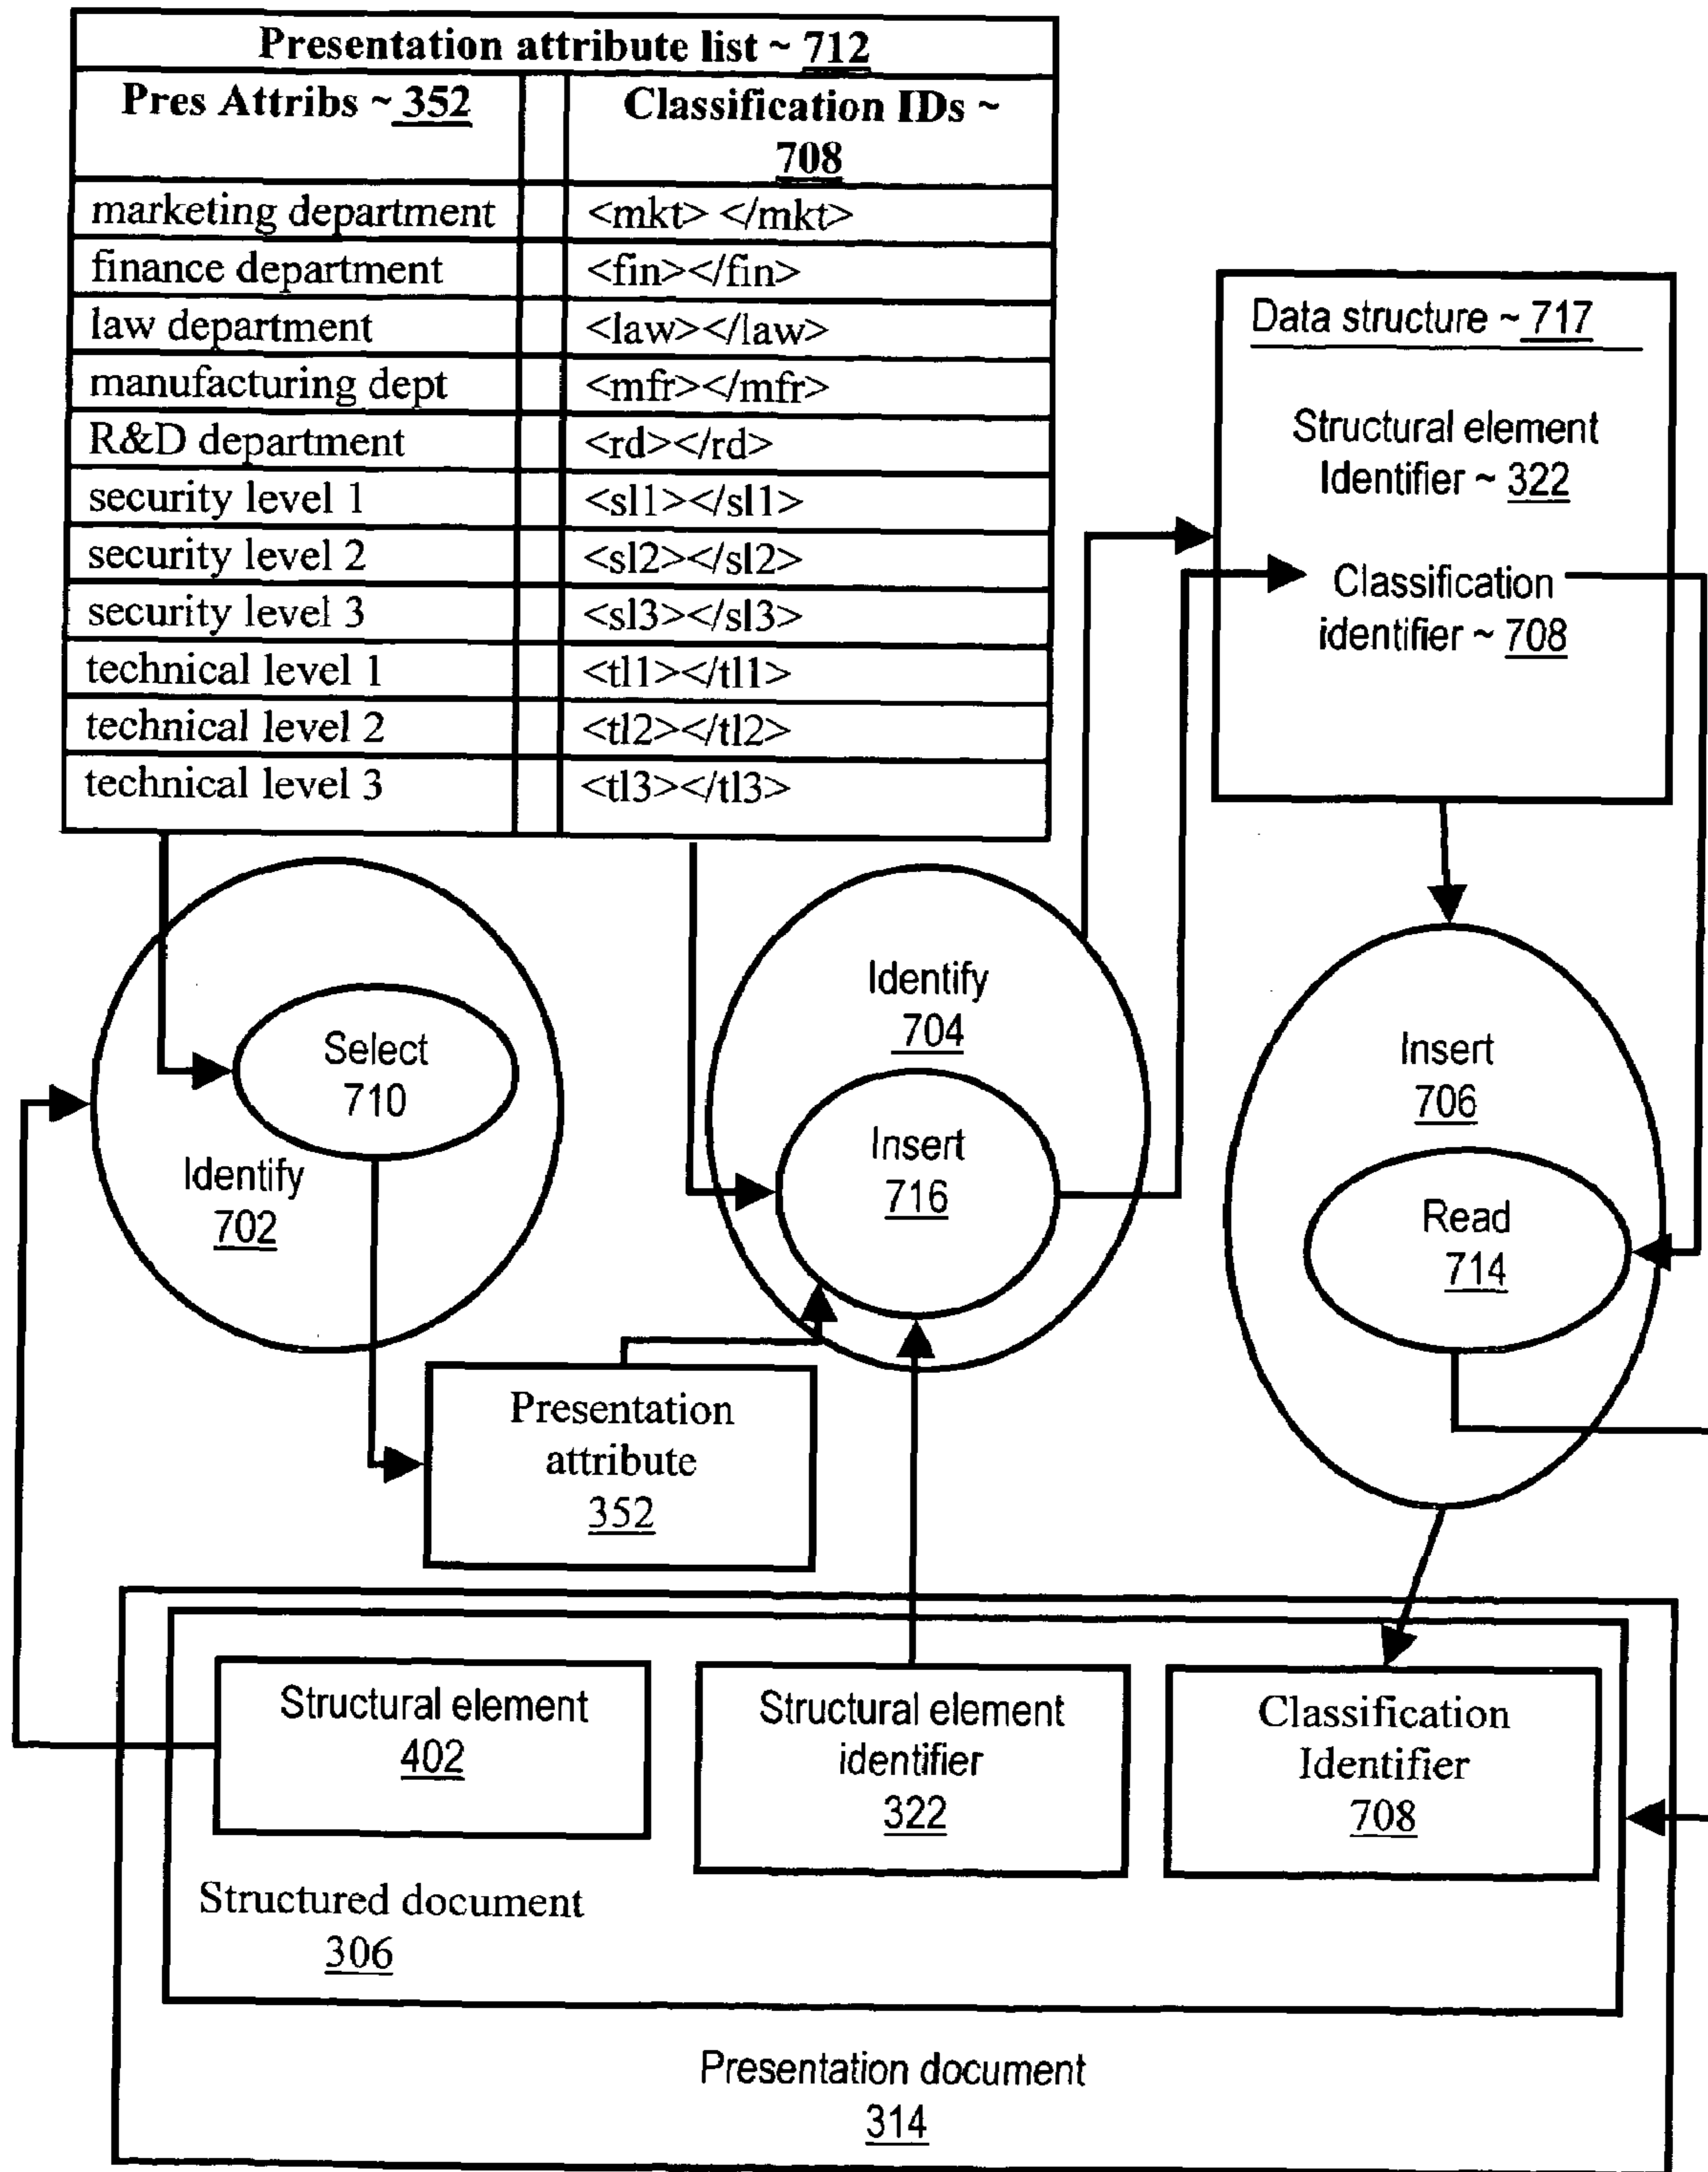 Presentation attribute list ~ 712
Pres Attribs ~ 352 Classification IDs ~
708
marketing department <mkt> </mkt>
finance department <fin></fin>
law department <law></law>
manufacturing dept <mfr></mfr>
R&D department <rd></rd>
security level 1 <sl1></sl1>
security level 2 <sl2></sl2>
security level 3 <sl3></sl3>
technical level 1 <tl1></tl1>
technical level 2 <tl2></tl2>
technical level 3 <tl3></tl3>
Data structure ~ 717
Structural element
Identifier ~ 322
Classification
identifier ~ 708
Select
710
Identify
702
Identify
704
Insert
716
Insert
706
Read
714
Presentation
attribute
352
Structural element
402
Structural element
identifier
322
Classification
Identifier
708
Structured document
306
Presentation document
314